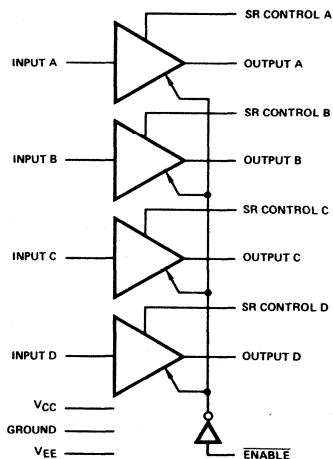 SR CONTROL A
INPUT A
OUTPUT A
SR CONTROL B
INPUT B
OUTPUT B
SR CONTROL C
INPUT C
OUTPUT C
SR CONTROL D
INPUT D
OUTPUT D
VCC
GROUND
VEE
ENABLE